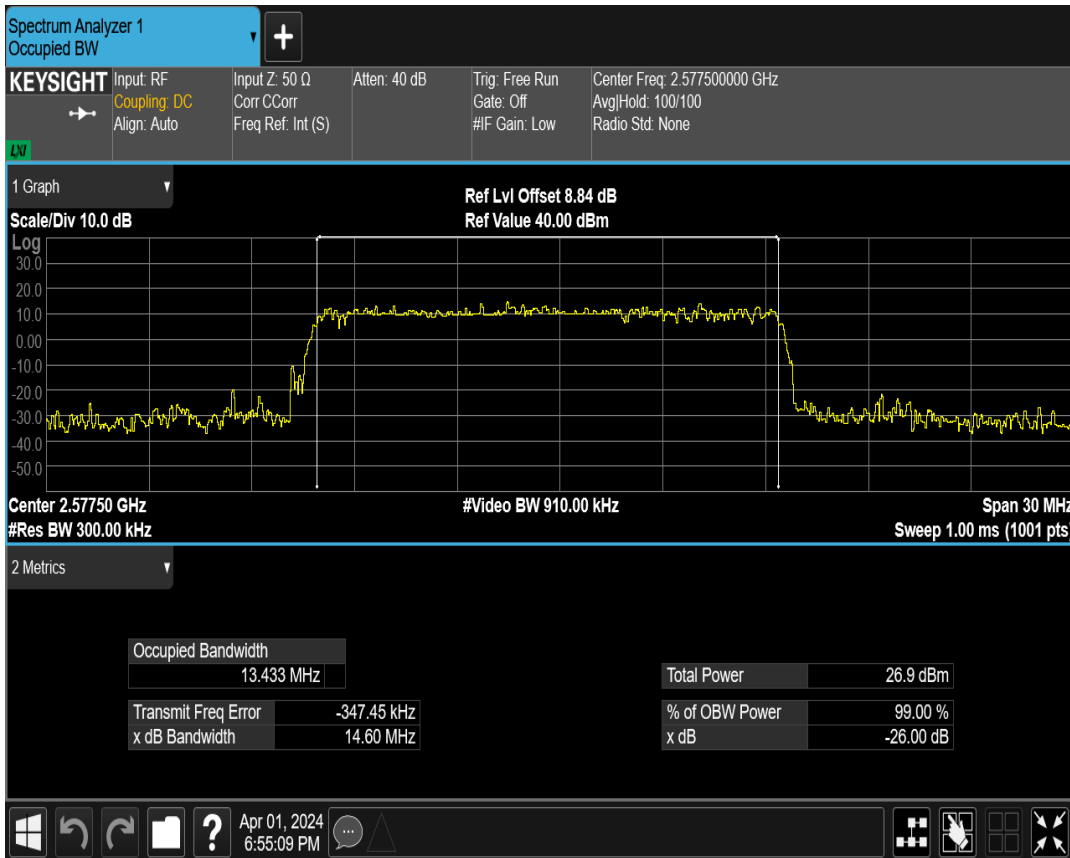 Spectrum Analyzer 1
Occupied BW
+
KEYSIGHT
LXI
Input: RF
Coupling: DC
Align: Auto
Input Z: 50 Ω
Corr CCorr
Freq Ref: Int (S)
Atten: 40 dB
Trig: Free Run
Gate: Off
#IF Gain: Low
Center Freq: 2.577500000 GHz
Avg|Hold: 100/100
Radio Std: None
1 Graph
Scale/Div 10.0 dB
Ref Lvl Offset 8.84 dB
Ref Value 40.00 dBm
Log
30.0
20.0
10.0
0.00
-10.0
-20.0
-30.0
-40.0
-50.0
Center 2.57750 GHz
#Res BW 300.00 kHz
#Video BW 910.00 kHz
Span 30 MHz
Sweep 1.00 ms (1001 pts)
2 Metrics
Occupied Bandwidth
13.433 MHz
Transmit Freq Error -347.45 kHz
x dB Bandwidth 14.60 MHz
Total Power 26.9 dBm
% of OBW Power 99.00 %
x dB -26.00 dB
?
Apr 01, 2024
6:55:09 PM